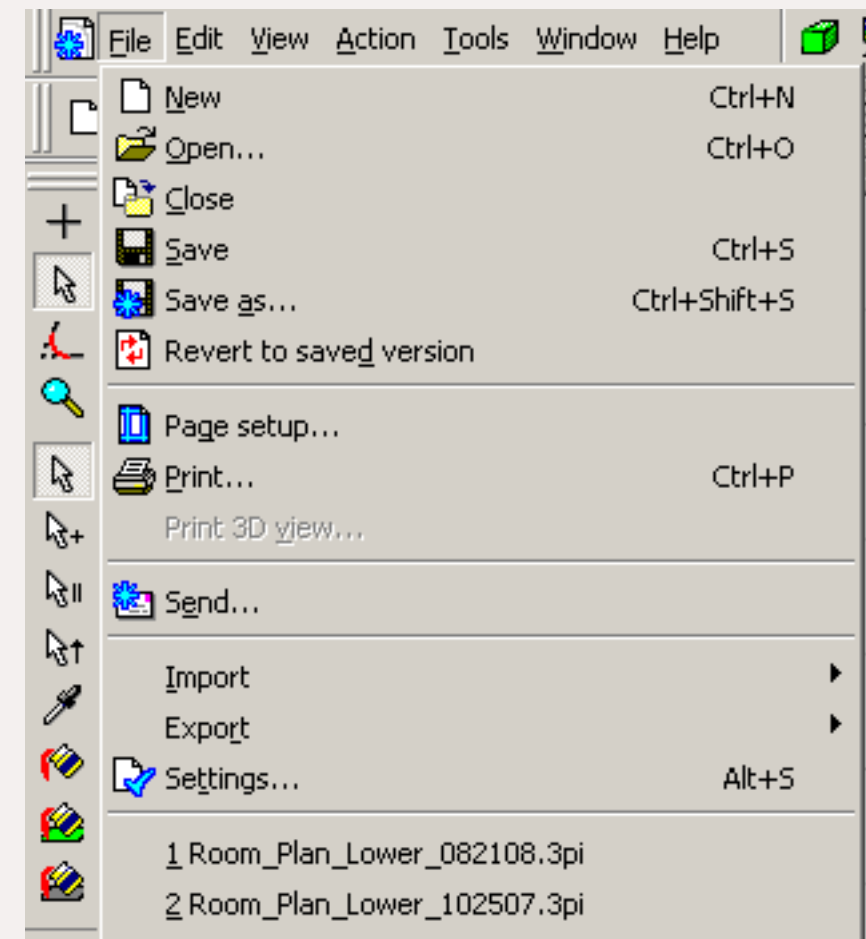 File Edit View Action Tools Window Help
New Ctrl+N
Open... Ctrl+O
Close
Save Ctrl+S
Save as... Ctrl+Shift+S
Revert to saved version
Page setup...
Print... Ctrl+P
Print 3D view...
Send...
Import
Export
Settings... Alt+S
1 Room_Plan_Lower_082108.3pi
2 Room_Plan_Lower_102507.3pi